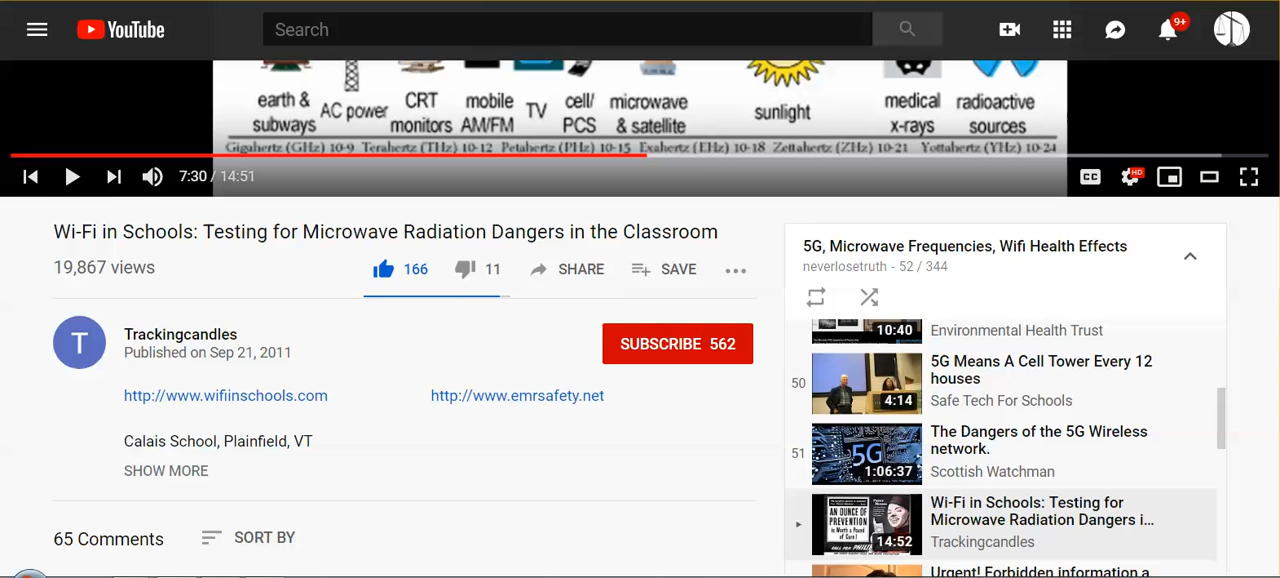 YouTube
Search
9+
earth & subways
AC power
CRT monitors
mobile AM/FM
TV
cell/ PCS
microwave & satellite
sunlight
medical x-rays
radioactive sources
Gigahertz (GHz) 10-9 Terahertz (THz) 10-12 Petahertz (PHz) 10-15 Exahertz (EHz) 10-18 Zettahertz (ZHz) 10-21 Yottahertz (YHz) 10-24
7:30 / 14:51
CC
HD
Wi-Fi in Schools: Testing for Microwave Radiation Dangers in the Classroom
19,867 views
166
11
SHARE
SAVE
T
Trackingcandles
Published on Sep 21, 2011
SUBSCRIBE 562
http://www.wifiinschools.com
http://www.emrsafety.net
Calais School, Plainfield, VT
SHOW MORE
65 Comments
SORT BY
5G, Microwave Frequencies, Wifi Health Effects
neverlosetruth - 52 / 344
10:40
Environmental Health Trust
50
4:14
5G Means A Cell Tower Every 12
houses
Safe Tech For Schools
51
5G
1:06:37
The Dangers of the 5G Wireless
network.
Scottish Watchman
AN OUNCE OF
PREVENTION
is Worth a Pound
of Cure!
14:52
Wi-Fi in Schools: Testing for
Microwave Radiation Dangers i...
Trackingcandles
Urgent! Forbidden information a